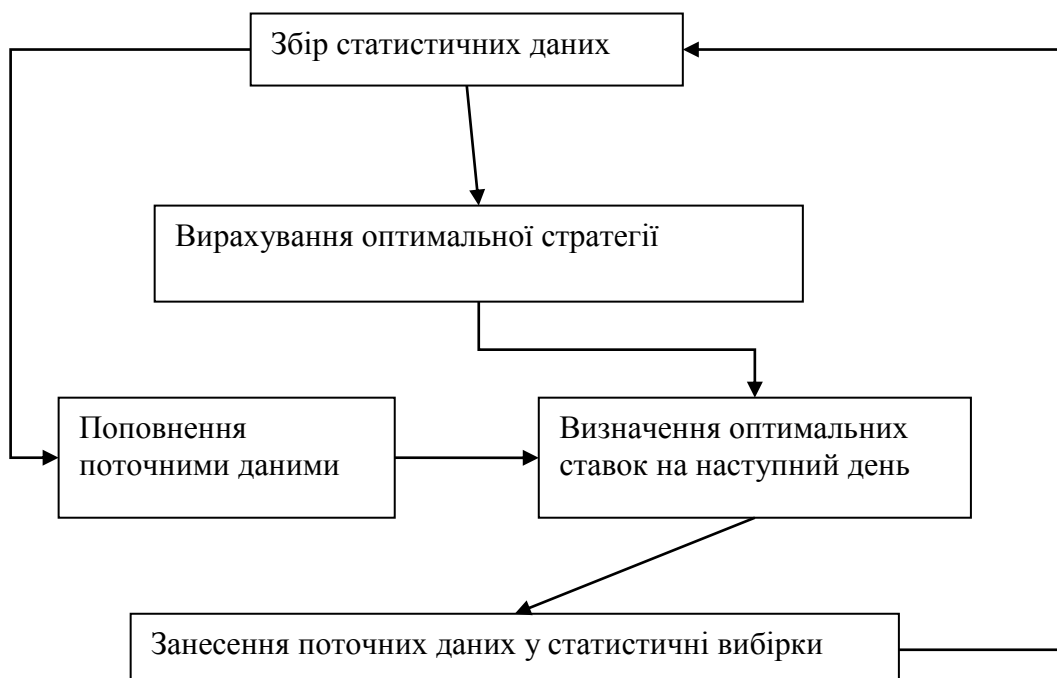 Збір статистичних даних
Вирахування оптимальної стратегії
Поповнення
поточними даними
Визначення оптимальних
ставок на наступний день
Занесення поточних даних у статистичні вибірки